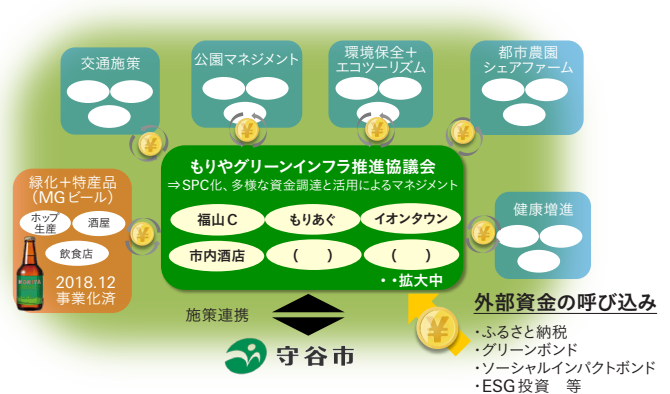 交通施策
公園マネジメント
環境保全＋
エコツーリズム
都市農園
シェアファーム
もりやグリーンインフラ推進協議会
⇒SPC化、多様な資金調達と活用によるマネジメント
福山C
もりあぐ
イオンタウン
市内酒店
(　　)
(　　)
・・拡大中
緑化＋特産品
（MGビール）
ホップ
生産
酒屋
飲食店
2018.12
事業化済
MORIYA
健康増進
施策連携
守谷市
外部資金の呼び込み
・ふるさと納税
・グリーンボンド
・ソーシャルインパクトボンド
・ESG投資　等
¥
¥
¥
¥
¥
¥
¥